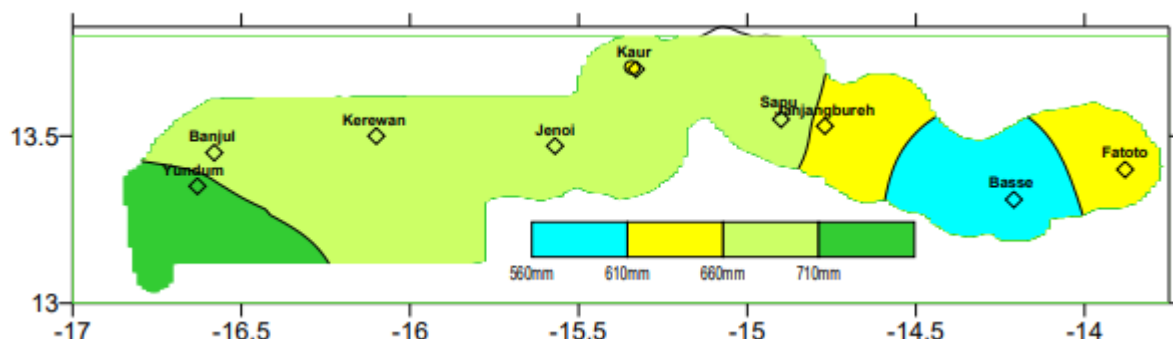 Kaur
Sapu
Janjangbureh
13.5
Banjul
Kerewan
Jenoi
Yundum
Fatoto
Basse
560mm 610mm 660mm 710mm
13
-17 -16.5 -16 -15.5 -15 -14.5 -14